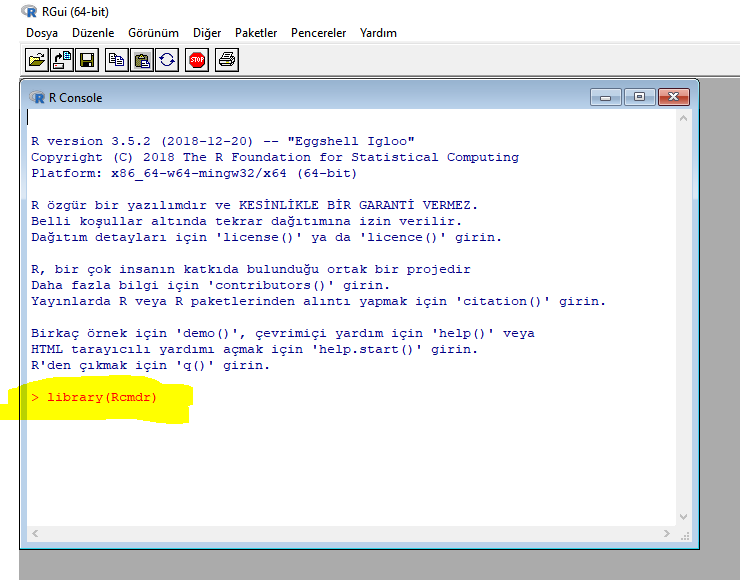 RGui (64-bit)
Dosya Düzenle Görünüm Diğer Paketler Pencereler Yardım
STOP
R Console
R version 3.5.2 (2018-12-20) -- "Eggshell Igloo"
Copyright (C) 2018 The R Foundation for Statistical Computing
Platform: x86_64-w64-mingw32/x64 (64-bit)
R özgür bir yazılımdır ve KESİNLİKLE BİR GARANTİ VERMEZ.
Belli koşullar altında tekrar dağıtımına izin verilir.
Dağıtım detayları için 'license()' ya da 'licence()' girin.
R, bir çok insanın katkıda bulunduğu ortak bir projedir
Daha fazla bilgi için 'contributors()' girin.
Yayınlarda R veya R paketlerinden alıntı yapmak için 'citation()' girin.
Birkaç örnek için 'demo()', çevrimiçi yardım için 'help()' veya
HTML tarayıcılı yardımı açmak için 'help.start()' girin.
R'den çıkmak için 'q()' girin.
> library(Rcmdr)